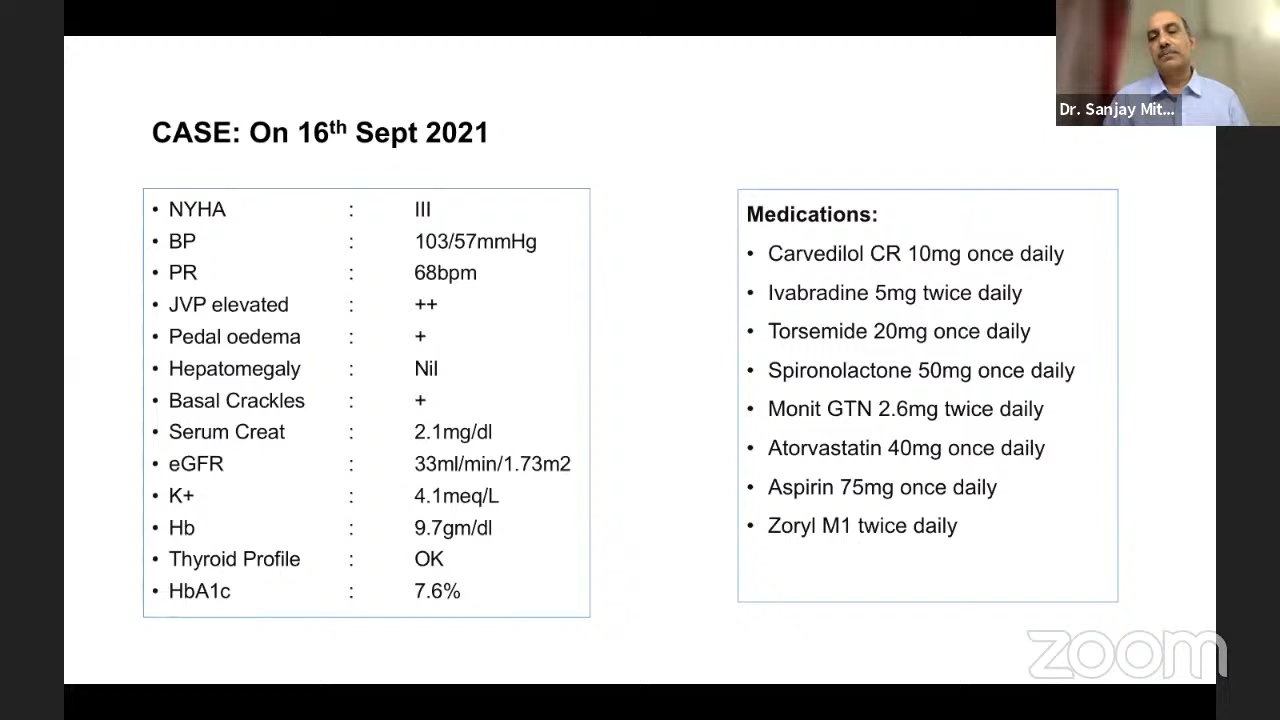 Dr. Sanjay Mit...
CASE: On 16th Sept 2021
• NYHA : III
• BP : 103/57mmHg
• PR : 68bpm
• JVP elevated : ++
• Pedal oedema : +
• Hepatomegaly : Nil
• Basal Crackles : +
• Serum Creat : 2.1mg/dl
• eGFR : 33ml/min/1.73m2
• K+ : 4.1meq/L
• Hb : 9.7gm/dl
• Thyroid Profile : OK
• HbA1c : 7.6%
Medications:
• Carvedilol CR 10mg once daily
• Ivabradine 5mg twice daily
• Torsemide 20mg once daily
• Spironolactone 50mg once daily
• Monit GTN 2.6mg twice daily
• Atorvastatin 40mg once daily
• Aspirin 75mg once daily
• Zoryl M1 twice daily
zoom